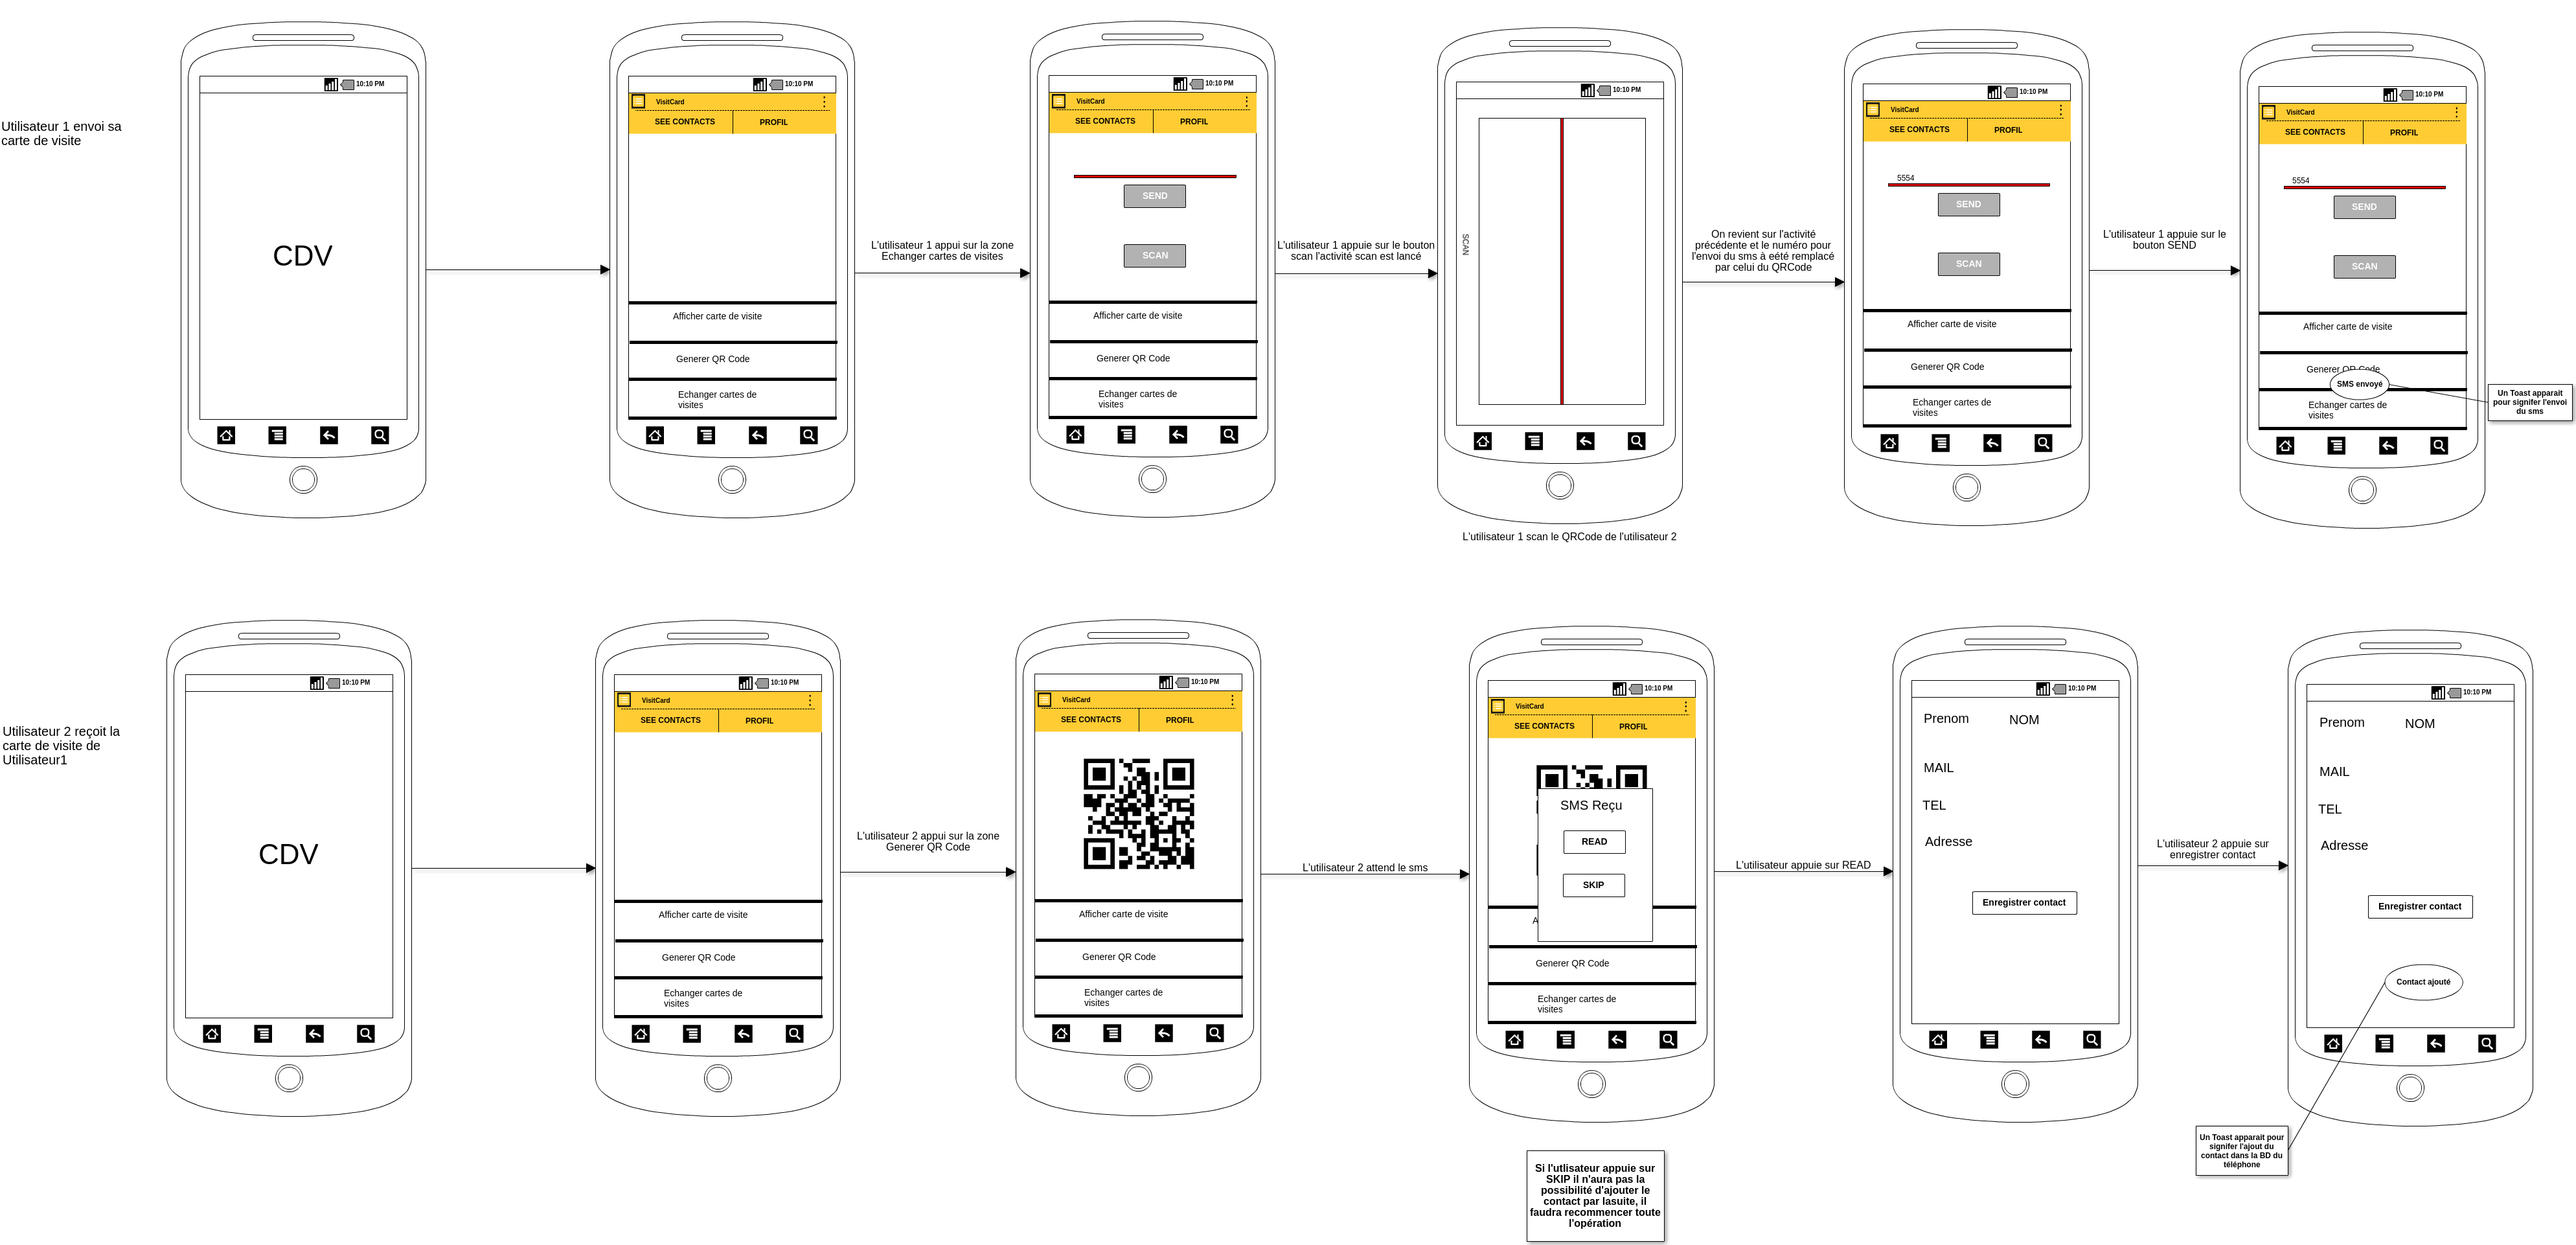 Utilisateur 1 envoi sa
carte de visite
10:10 PM
CDV
10:10 PM
VisitCard
SEE CONTACTS
PROFIL
Afficher carte de visite
Generer QR Code
Echanger cartes de
visites
L'utilisateur 1 appui sur la zone
Echanger cartes de visites
10:10 PM
VisitCard
SEE CONTACTS
PROFIL
SEND
SCAN
Afficher carte de visite
Generer QR Code
Echanger cartes de
visites
L'utilisateur 1 appuie sur le bouton
scan l'activité scan est lancé
10:10 PM
SCAN
L'utilisateur 1 scan le QRCode de l'utilisateur 2
On revient sur l'activité
précédente et le numéro pour
l'envoi du sms à eété remplacé
par celui du QRCode
10:10 PM
VisitCard
SEE CONTACTS
PROFIL
5554
SEND
SCAN
Afficher carte de visite
Generer QR Code
Echanger cartes de
visites
L'utilisateur 1 appuie sur le
bouton SEND
10:10 PM
VisitCard
SEE CONTACTS
PROFIL
5554
SEND
SCAN
Afficher carte de visite
Generer QR Code
SMS envoyé
Echanger cartes de
visites
Un Toast apparait
pour signifer l'envoi
du sms
Utilisateur 2 reçoit la
carte de visite de
Utilisateur1
10:10 PM
CDV
10:10 PM
VisitCard
SEE CONTACTS
PROFIL
Afficher carte de visite
Generer QR Code
Echanger cartes de
visites
L'utilisateur 2 appui sur la zone
Generer QR Code
10:10 PM
VisitCard
SEE CONTACTS
PROFIL
Afficher carte de visite
Generer QR Code
Echanger cartes de
visites
L'utilisateur 2 attend le sms
10:10 PM
VisitCard
SEE CONTACTS
PROFIL
SMS Reçu
READ
SKIP
A
Generer QR Code
Echanger cartes de
visites
Si l'utlisateur appuie sur
SKIP il n'aura pas la
possibilité d'ajouter le
contact par lasuite, il
faudra recommencer toute
l'opération
L'utilisateur appuie sur READ
10:10 PM
Prenom
NOM
MAIL
TEL
Adresse
Enregistrer contact
L'utilisateur 2 appuie sur
enregistrer contact
10:10 PM
Prenom
NOM
MAIL
TEL
Adresse
Enregistrer contact
Contact ajouté
Un Toast apparait pour
signifer l'ajout du
contact dans la BD du
téléphone